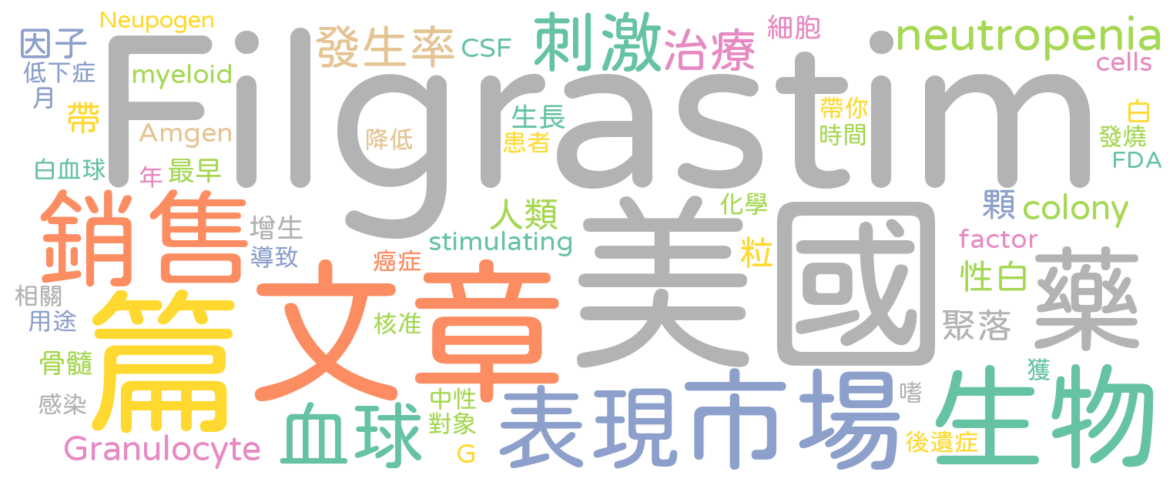 Neupogen
因子
低下症
月
帶
myeloid
Amgen
白血球
年
最早
Filgrastim
發生率
CSF
刺激
治療
細胞
neutropenia
cells
降低
生長
患者
帶你
時間
白
發燒
FDA
銷售
增生
導致
癌症
人類
stimulating
美國
化學
粒
顆
colony
factor
性白
藥
相關
用途
骨髓
感染
篇
文章
核准
聚落
Granulocyte
血球
中性
對象
G
表現
市場
嗜
生物
獲
後遺症